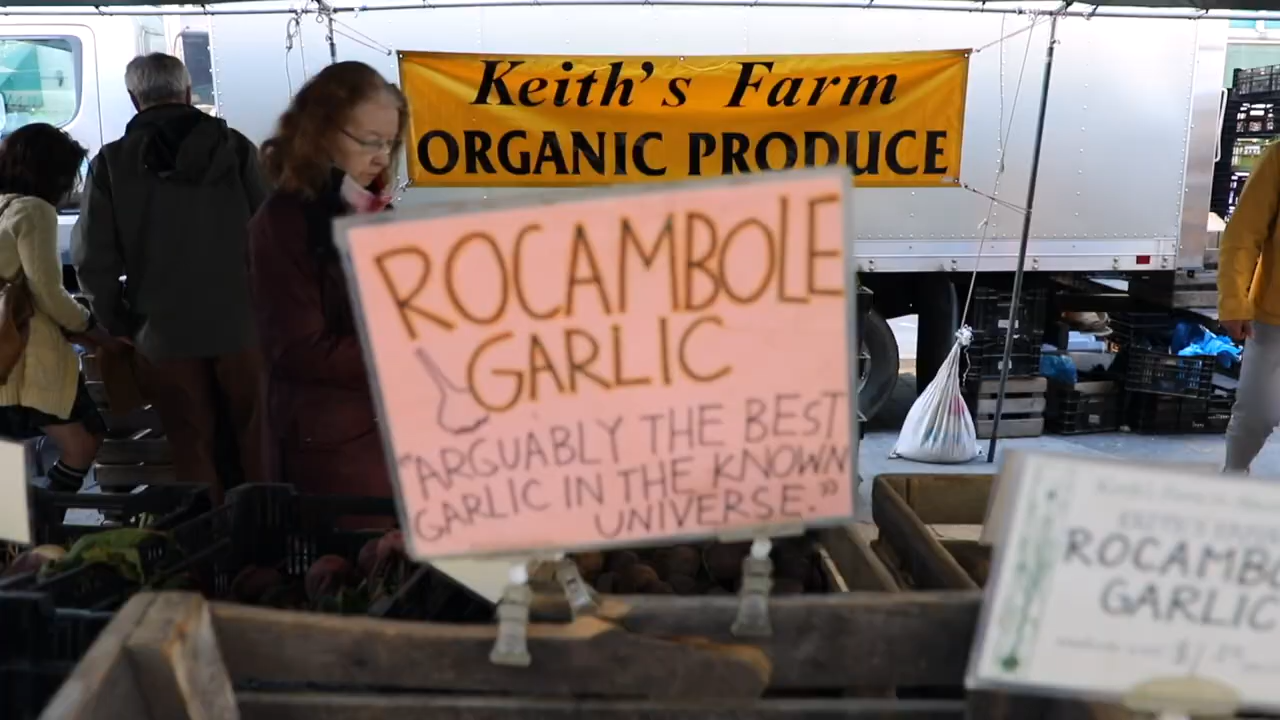 Keith's Farm
ORGANIC PRODUCE
ROCAMBOLE
GARLIC
"ARGUABLY THE BEST
GARLIC IN THE KNOWN
UNIVERSE."
ROCAMBO
GARLIC